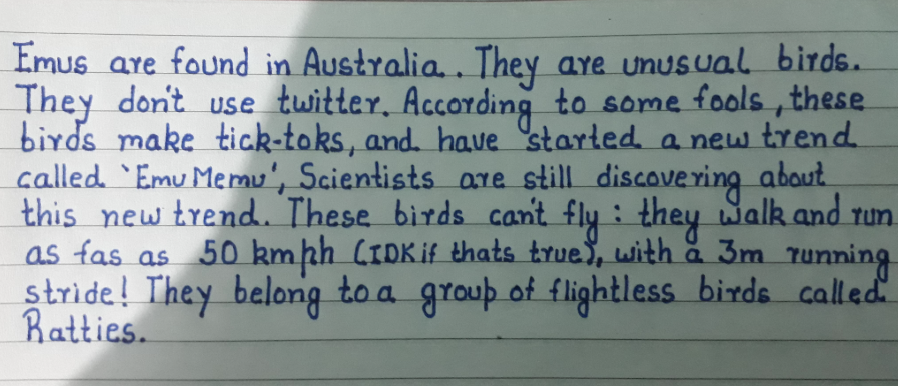 Emus are found in Australia. They are unusual birds.
They don't use twitter. According to some fools, these
birds make tick-toks, and have started a new trend
called 'Emu Memu', Scientists are still discovering about
this new trend. These birds can't fly : they walk and run
as fas as 50 kmph (IDK if thats true), with a 3m running
stride! They belong to a group of flightless birds called
Ratties.